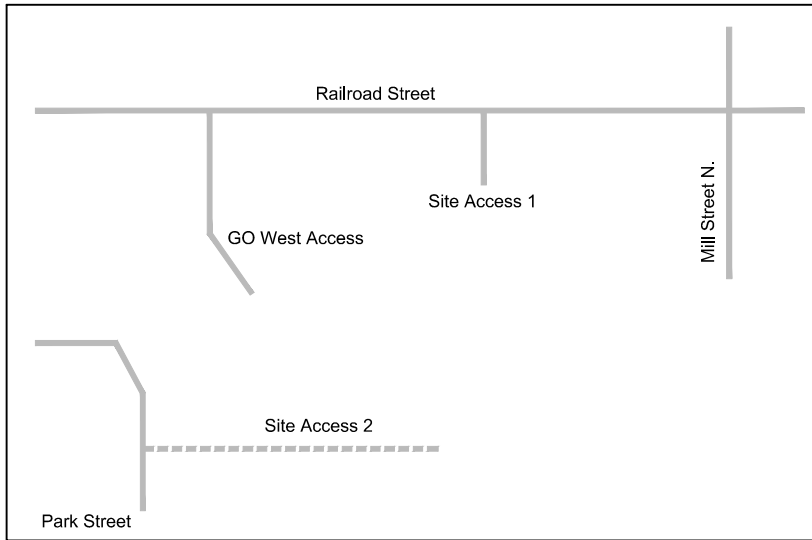 Railroad Street
Site Access 1
Mill Street N.
GO West Access
Site Access 2
Park Street